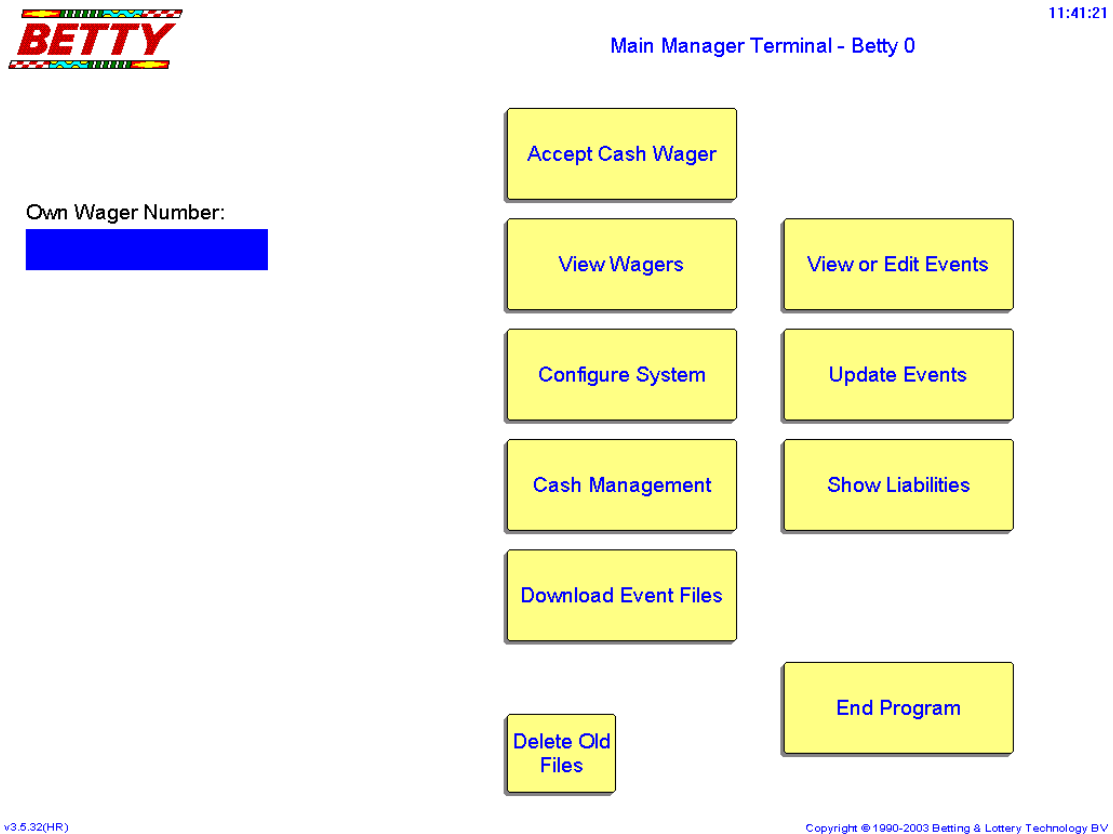 BETTY
11:41:21
Main Manager Terminal - Betty 0
Accept Cash Wager
Own Wager Number:
View Wagers
View or Edit Events
Configure System
Update Events
Cash Management
Show Liabilities
Download Event Files
End Program
Delete Old
Files
v3.5.32(HR)
Copyright © 1990-2003 Betting & Lottery Technology BV